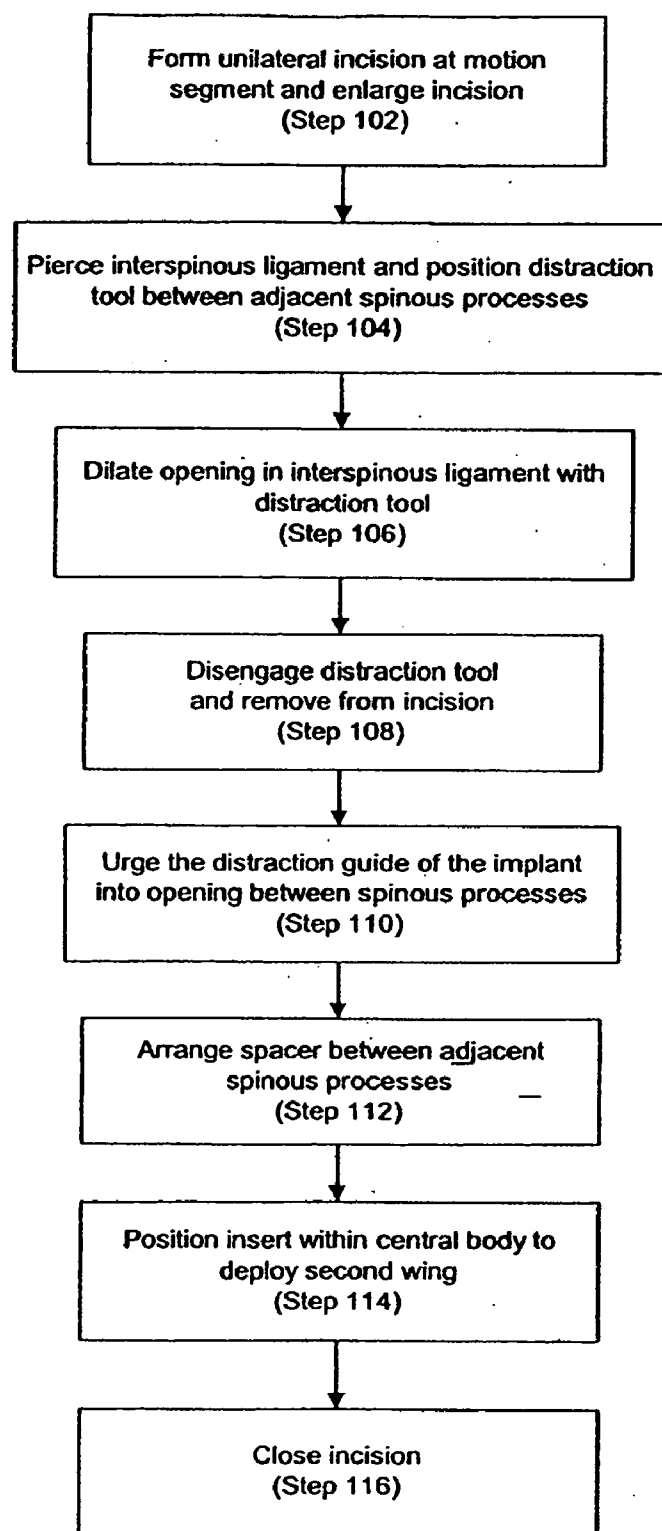 Form unilateral incision at motion
segment and enlarge incision
(Step 102)
Pierce interspinous ligament and position distraction
tool between adjacent spinous processes
(Step 104)
Dilate opening in interspinous ligament with
distraction tool
(Step 106)
Disengage distraction tool
and remove from incision
(Step 108)
Urge the distraction guide of the implant
into opening between spinous processes
(Step 110)
Arrange spacer between adjacent
spinous processes
(Step 112)
Position insert within central body to
deploy second wing
(Step 114)
Close incision
(Step 116)